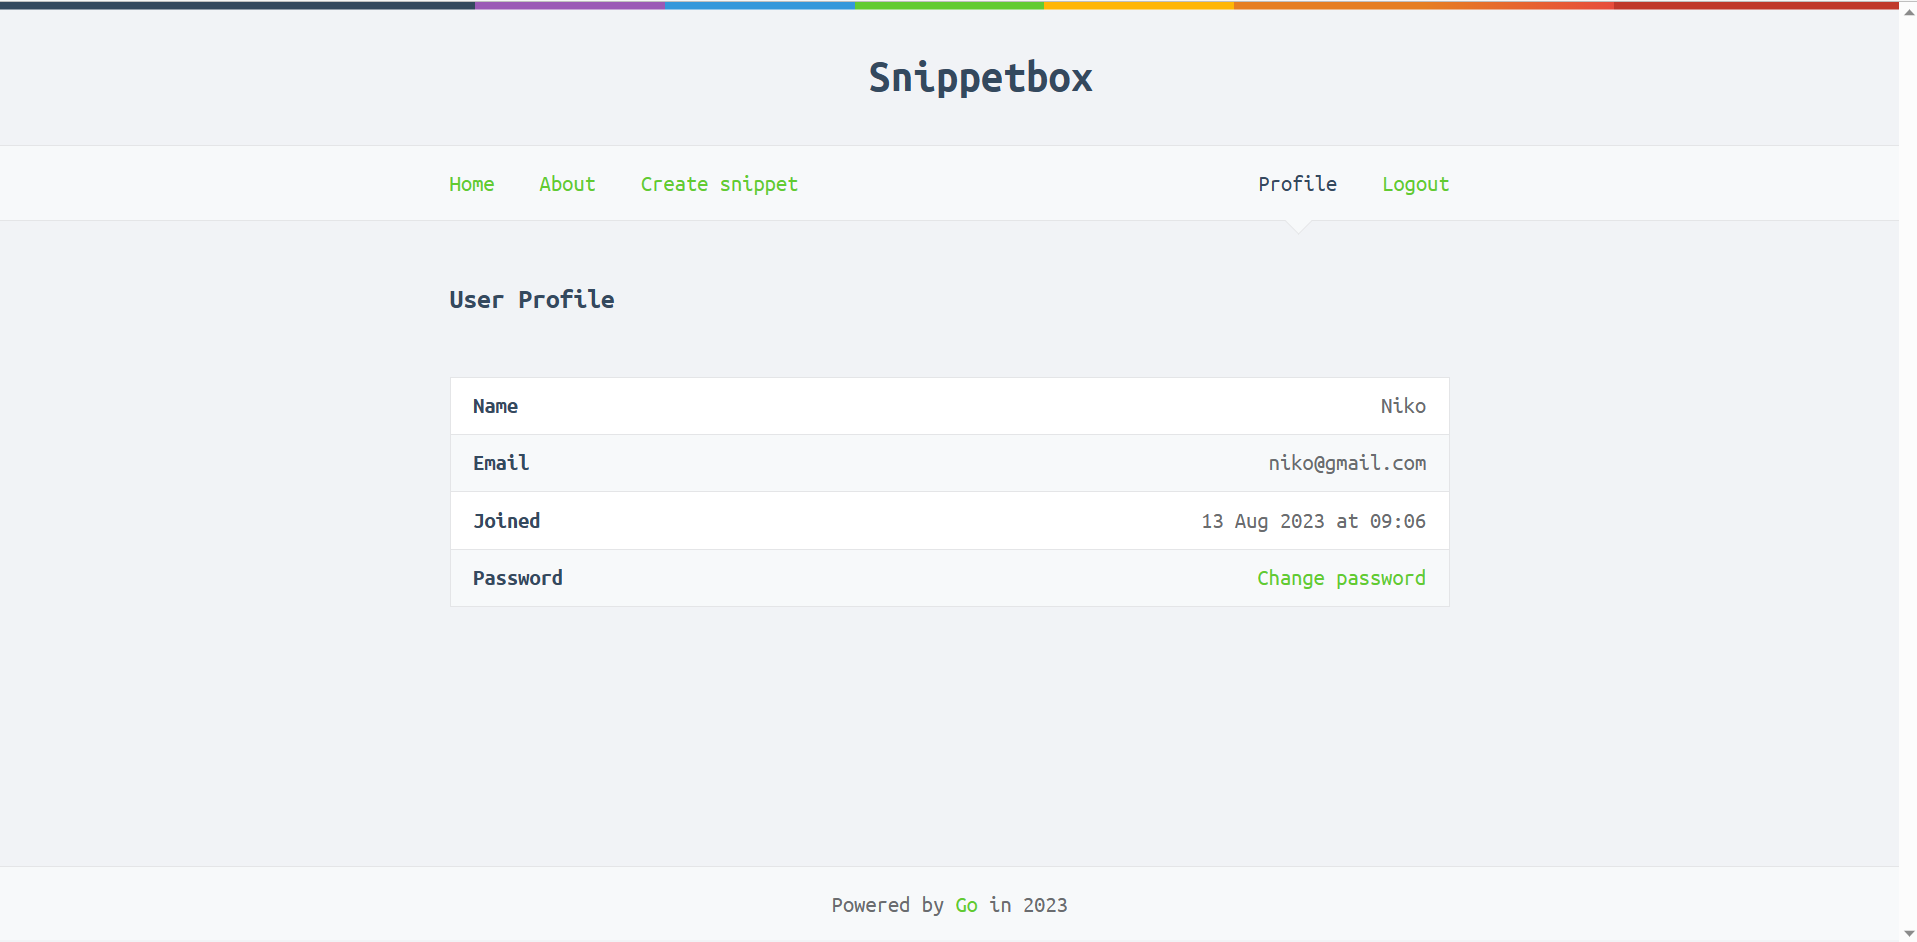 Snippetbox
Home About Create snippet Profile Logout
User Profile
Name Niko
Email niko@gmail.com
Joined 13 Aug 2023 at 09:06
Password Change password
Powered by Go in 2023